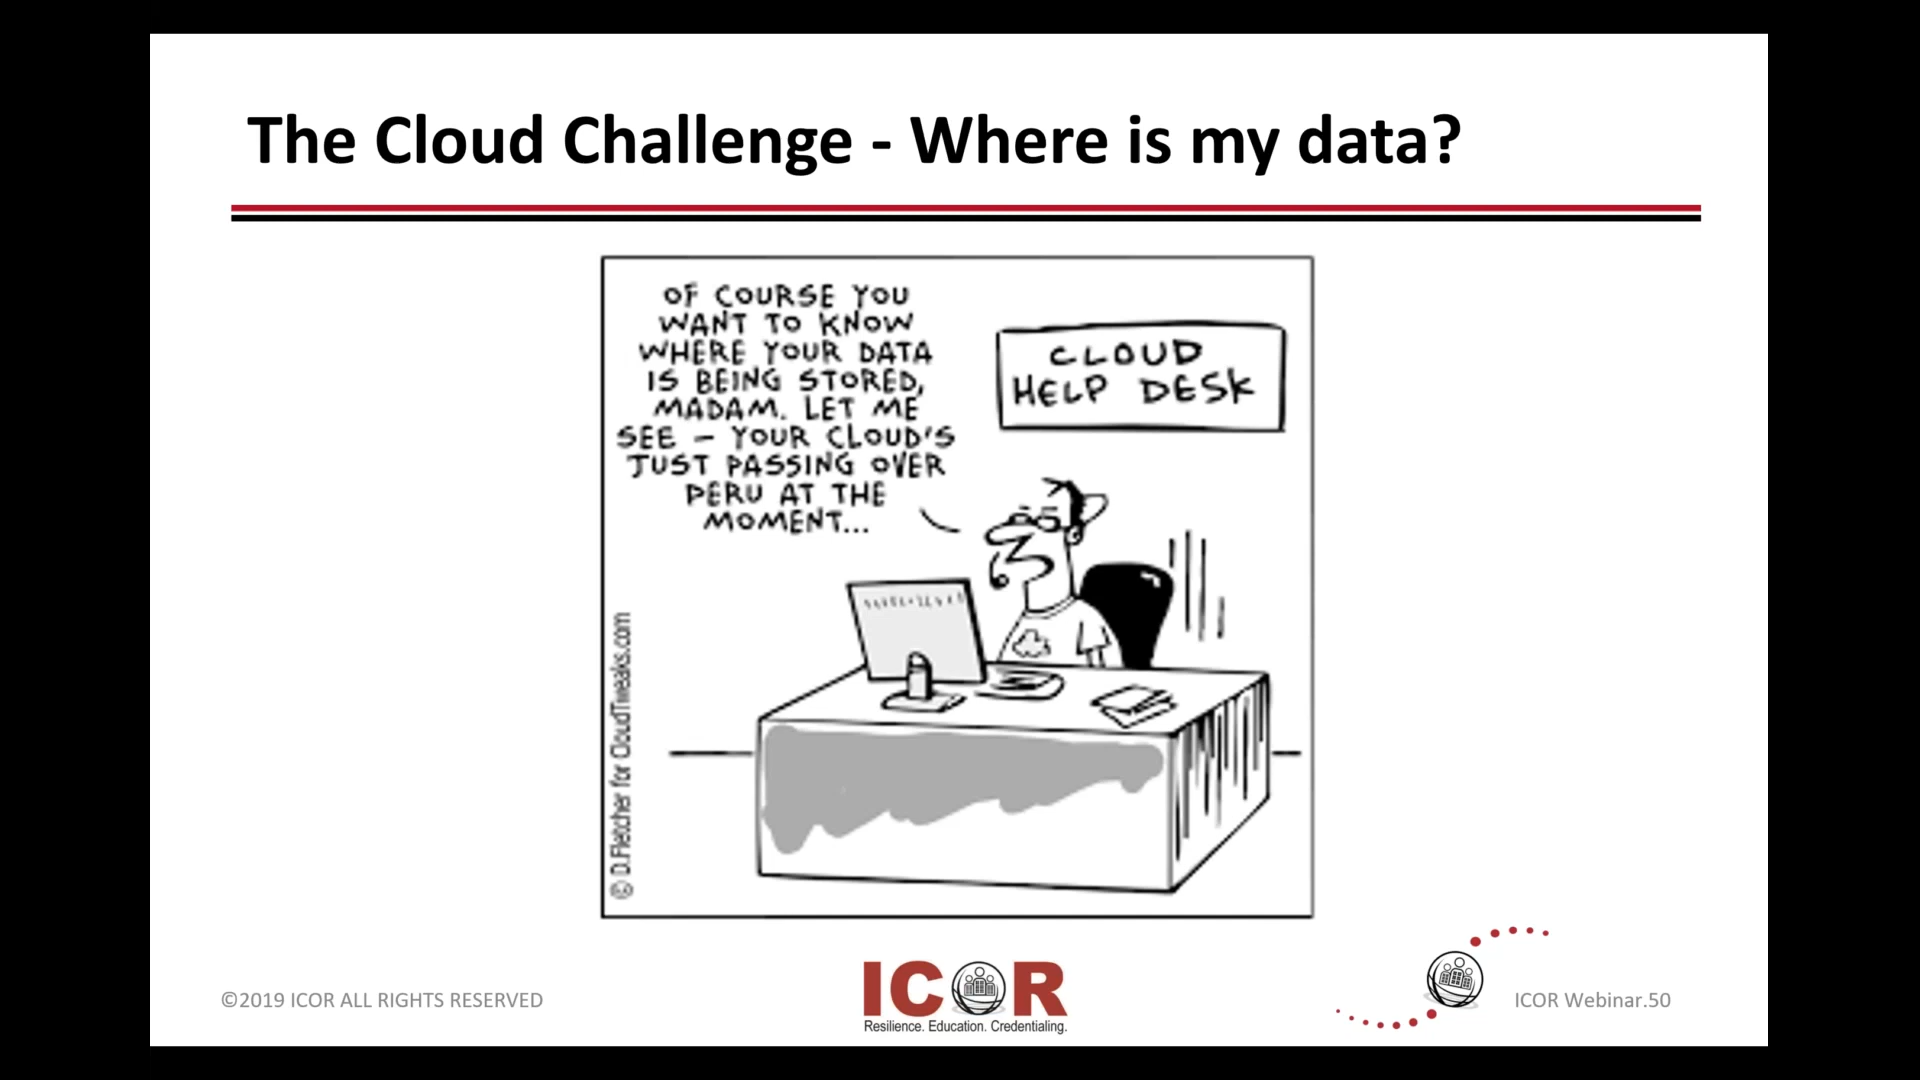 The Cloud Challenge - Where is my data?
OF COURSE YOU
WANT TO KNOW
WHERE YOUR DATA
IS BEING STORED,
MADAM. LET ME
SEE – YOUR CLOUD'S
JUST PASSING OVER
PERU AT THE
MOMENT...
CLOUD
HELP DESK
© D.Fletcher for CloudTweaks.com
©2019 ICOR ALL RIGHTS RESERVED
ICOR
Resilience. Education. Credentialing.
ICOR Webinar.50